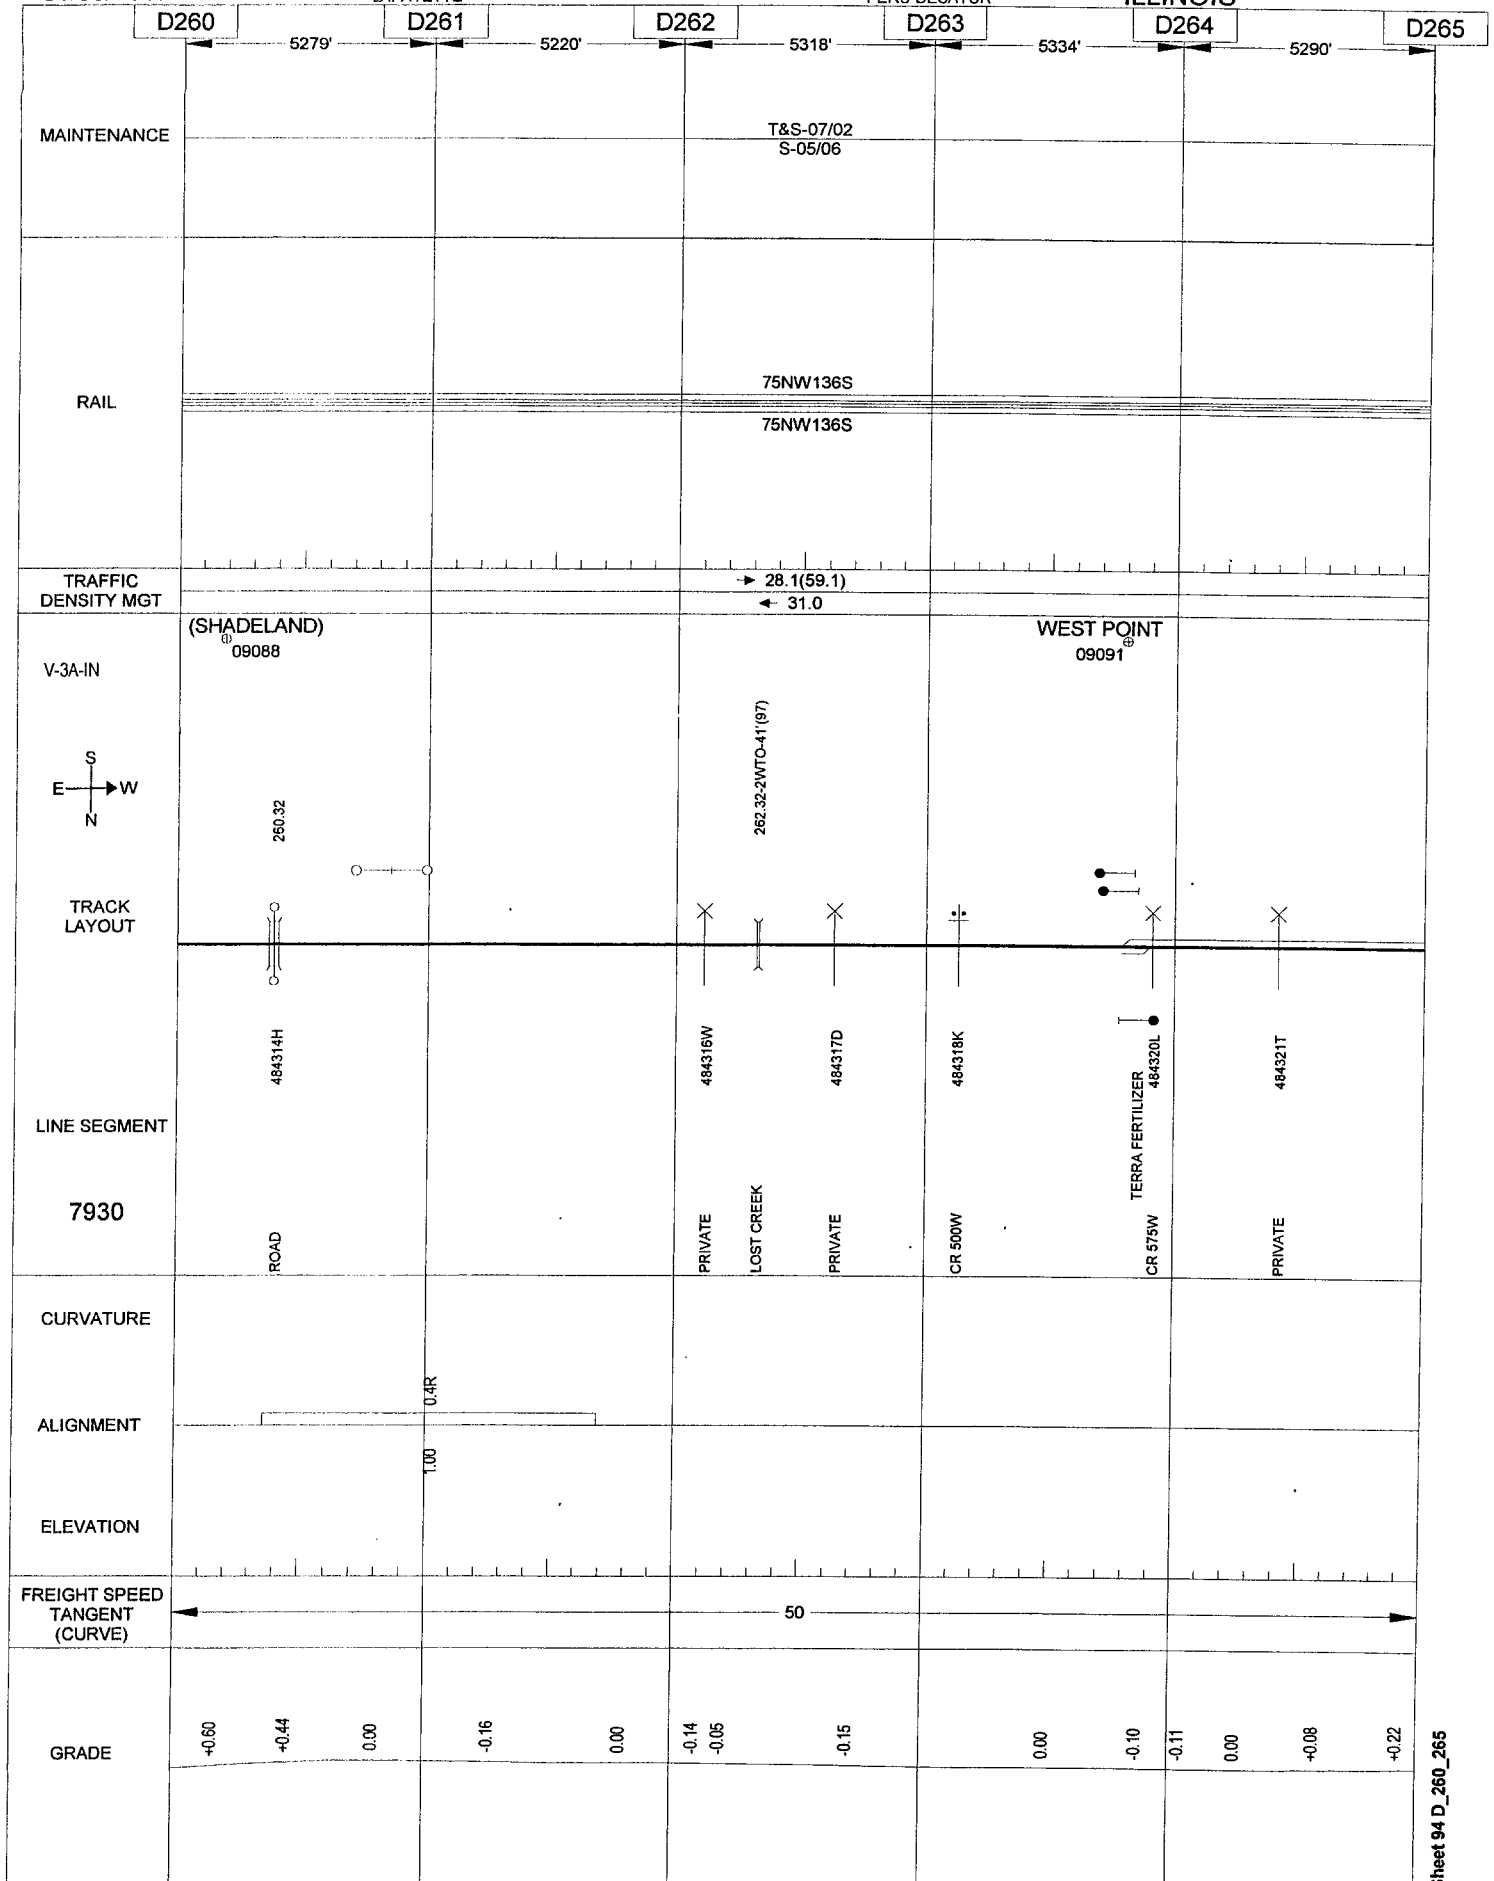 ILLINOIS
D260 D261 D262 D263 D264 D265
5279' 5220' 5318' 5334' 5290'
MAINTENANCE
T&S-07/02
S-05/06
RAIL
75NW136S
75NW136S
TRAFFIC
DENSITY MGT
28.1(59.1)
31.0
(SHADELAND)
09088
WEST POINT
09091
V-3A-IN
S
E W
N
260.32
262.32-2WTO-41'(97)
TRACK
LAYOUT
484314H
484316W
484317D
484318K
484320L
484321T
TERRA FERTILIZER
LINE SEGMENT
7930
ROAD
PRIVATE
LOST CREEK
PRIVATE
CR 500W
CR 575W
PRIVATE
CURVATURE
0.4R
ALIGNMENT
1.00
ELEVATION
FREIGHT SPEED
TANGENT
(CURVE)
50
GRADE
+0.60 +0.44 0.00 -0.16 0.00 -0.14 -0.05 -0.15 0.00 -0.10 -0.11 0.00 +0.08 +0.22
94 D_260_265